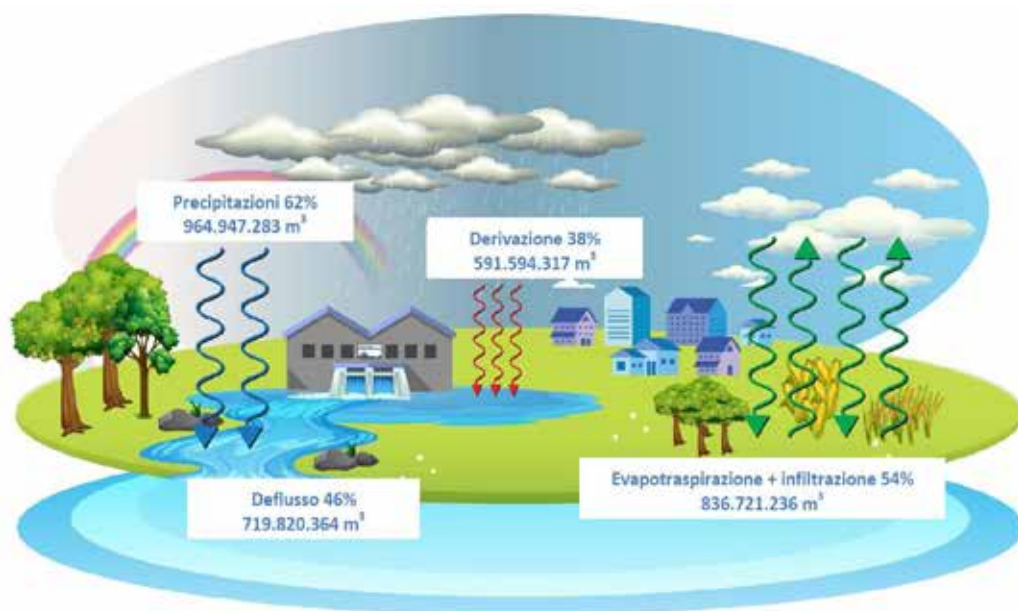 Precipitazioni 62%
964.947.283 m³
Derivazione 38%
591.594.317 m³
Deflusso 46%
719.820.364 m³
Evapotraspirazione + infiltrazione 54%
836.721.236 m³